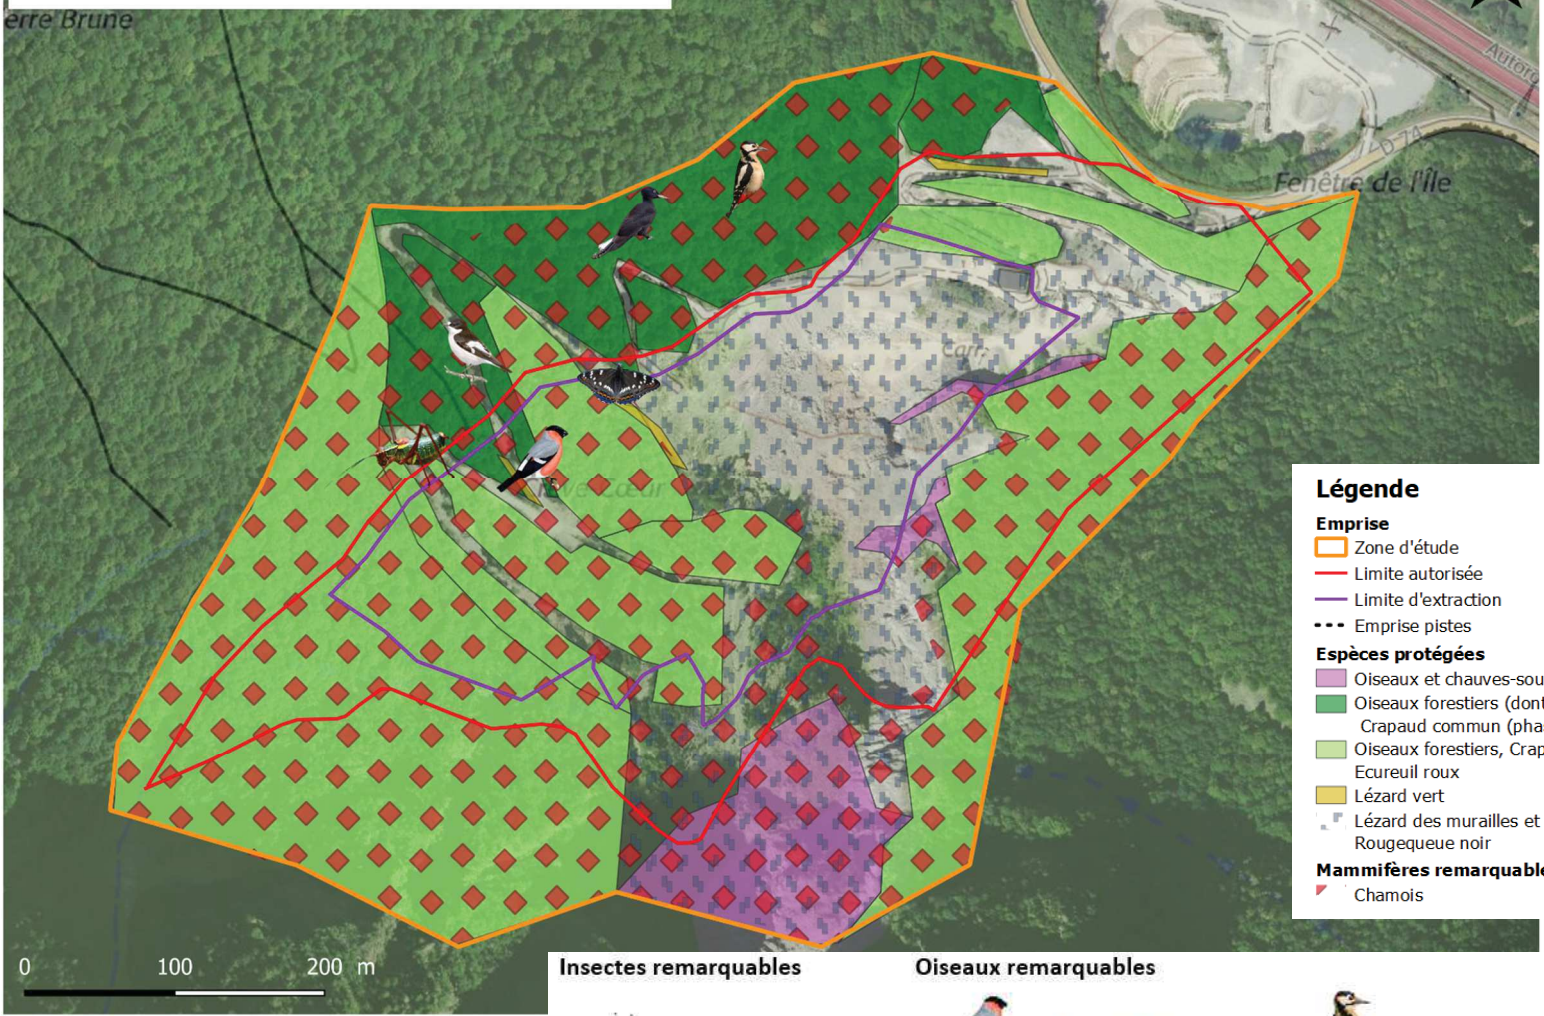 erre Brune
Autoro
D 74
Fenêtre de l'Île
Carr.
Légende
Emprise
Zone d'étude
Limite autorisée
Limite d'extraction
Emprise pistes
Espèces protégées
Oiseaux et chauves-sou
Oiseaux forestiers (dont
Crapaud commun (pha
Oiseaux forestiers, Crap
Ecureuil roux
Lézard vert
Lézard des murailles et
Rougequeue noir
Mammifères remarquable
Chamois
0 100 200 m
Insectes remarquables Oiseaux remarquables